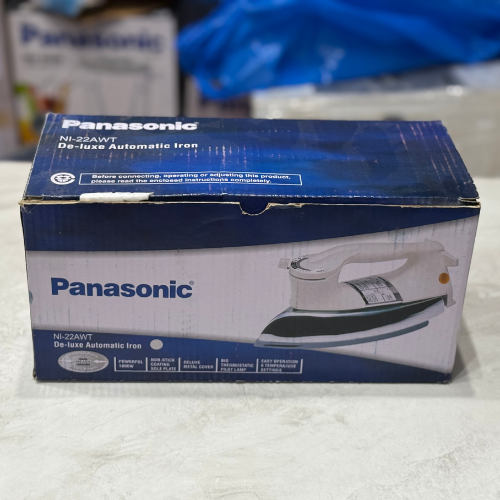 Panasonic
Panasonic
NI-22AWT
De-luxe Automatic Iron
Before connecting, operating or adjusting this product,
please read the enclosed instructions completely.
Panasonic
NI-22AWT
De-luxe Automatic Iron
POWERFUL
1000W
NON-STICK
COATING
SOLE PLATE
DELUXE
METAL COVER
BIG
THERMOSTATIC
PILOT LAMP
EASY OPERATION
& TEMPERATURE
SETTINGS